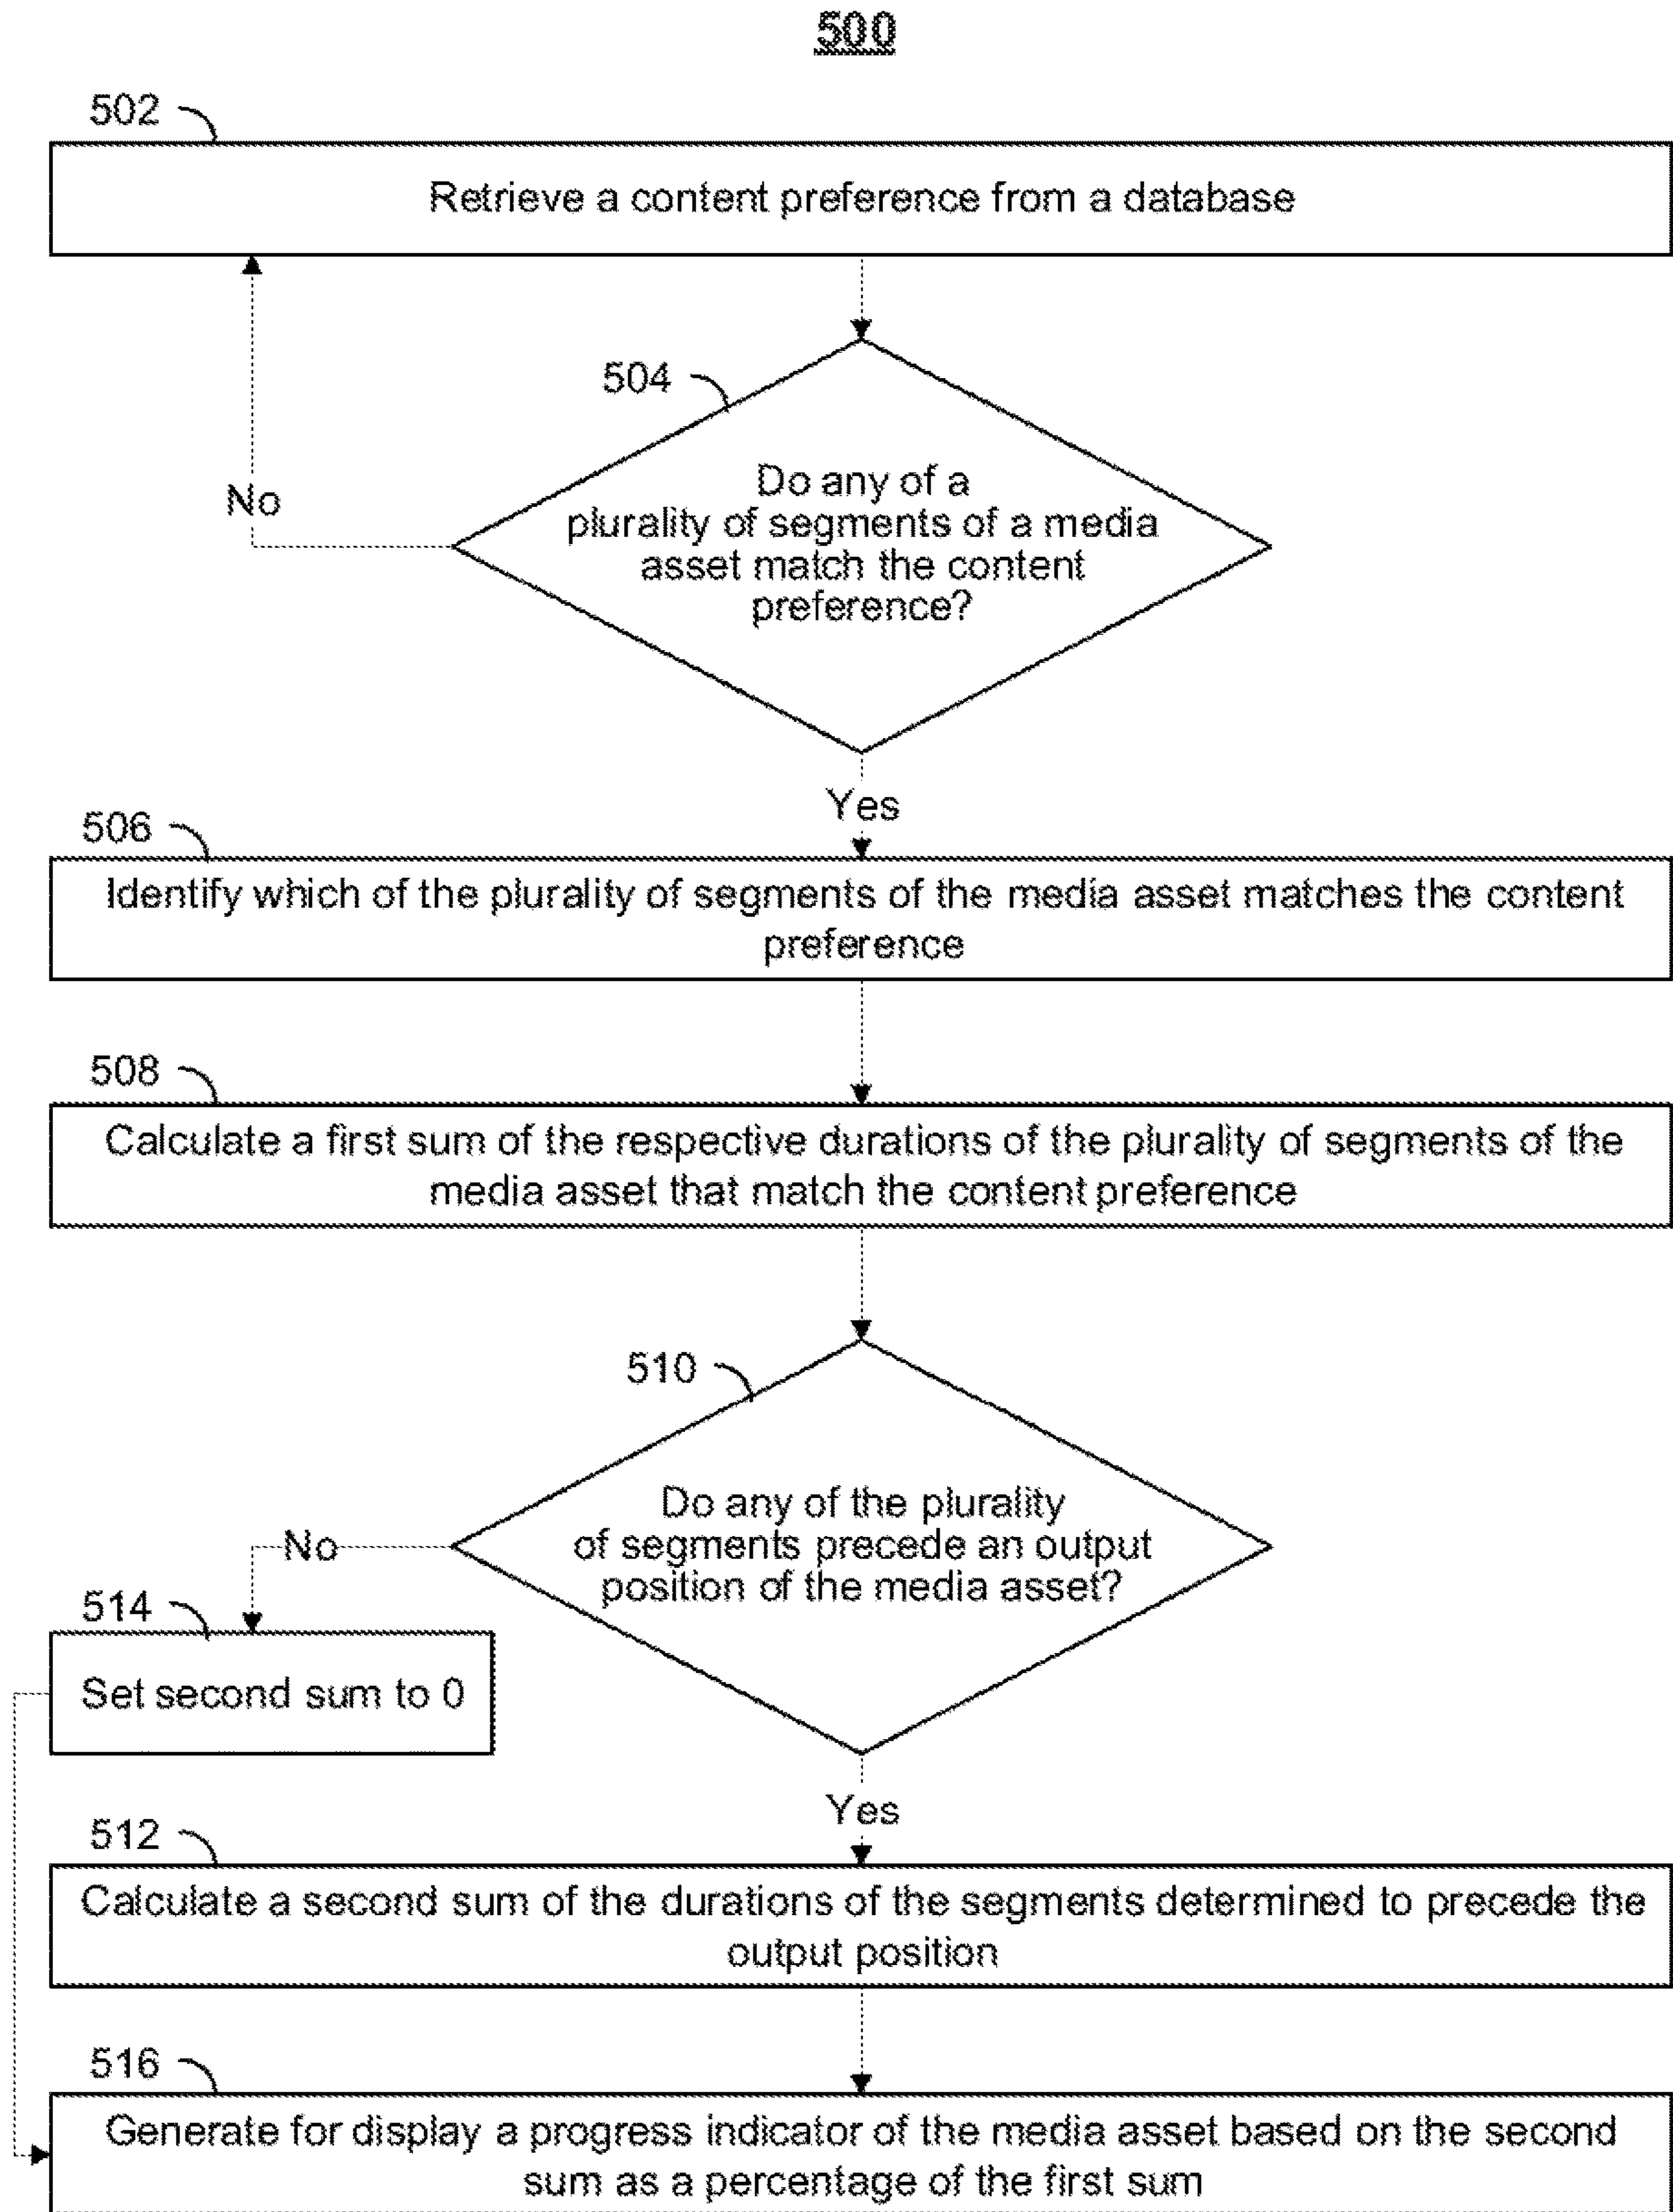 500
502
Retrieve a content preference from a database
504
Do any of a
plurality of segments of a media
asset match the content
preference?
No
Yes
506
Identify which of the plurality of segments of the media asset matches the content
preference
508
Calculate a first sum of the respective durations of the plurality of segments of the
media asset that match the content preference
510
Do any of the plurality
of segments precede an output
position of the media asset?
No
514
Set second sum to 0
Yes
512
Calculate a second sum of the durations of the segments determined to precede the
output position
516
Generate for display a progress indicator of the media asset based on the second
sum as a percentage of the first sum